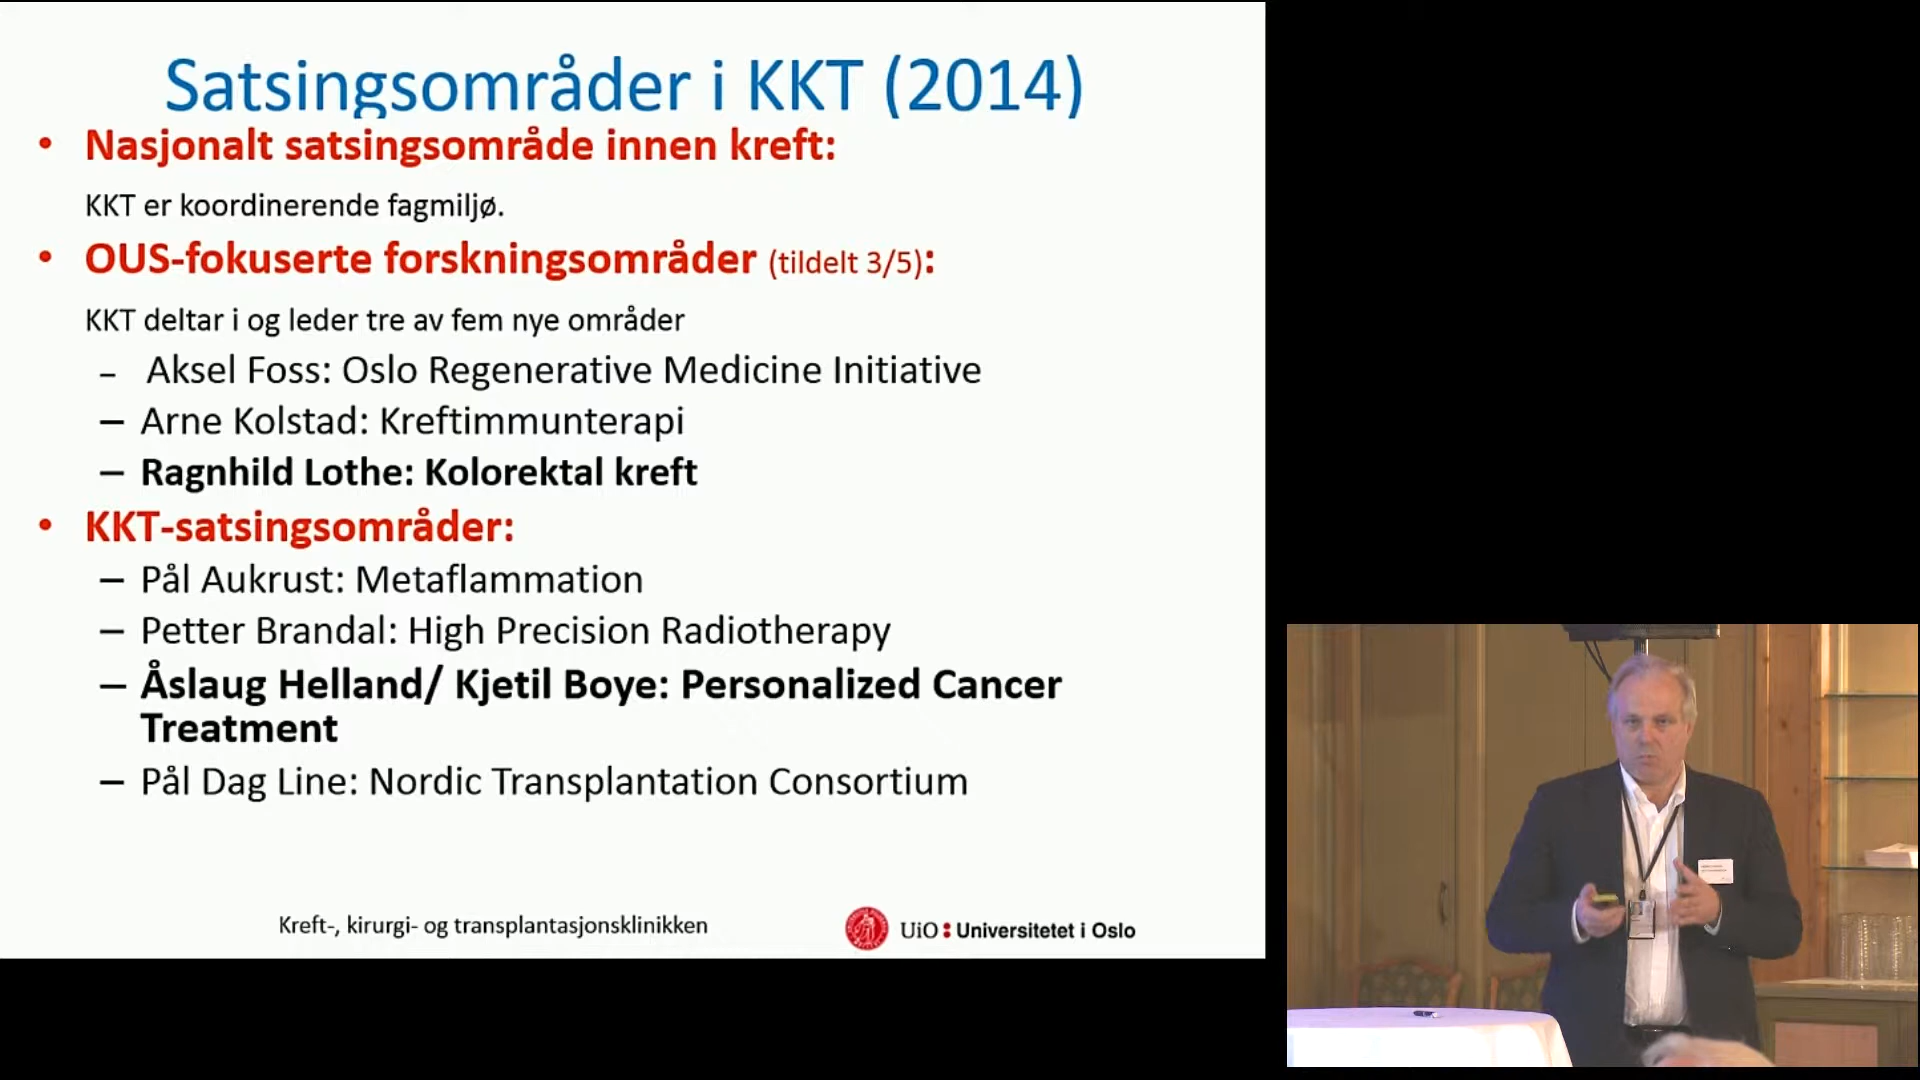 Satsingsområder i KKT (2014)
• Nasjonalt satsingsområde innen kreft:
KKT er koordinerende fagmiljø.
• OUS-fokuserte forskningsområder (tildelt 3/5):
KKT deltar i og leder tre av fem nye områder
– Aksel Foss: Oslo Regenerative Medicine Initiative
– Arne Kolstad: Kreftimmunterapi
– Ragnhild Lothe: Kolorektal kreft
• KKT-satsingsområder:
– Pål Aukrust: Metaflammation
– Petter Brandal: High Precision Radiotherapy
– Åslaug Helland/ Kjetil Boye: Personalized Cancer
Treatment
– Pål Dag Line: Nordic Transplantation Consortium
Kreft-, kirurgi- og transplantasjonsklinikken
UiO : Universitetet i Oslo